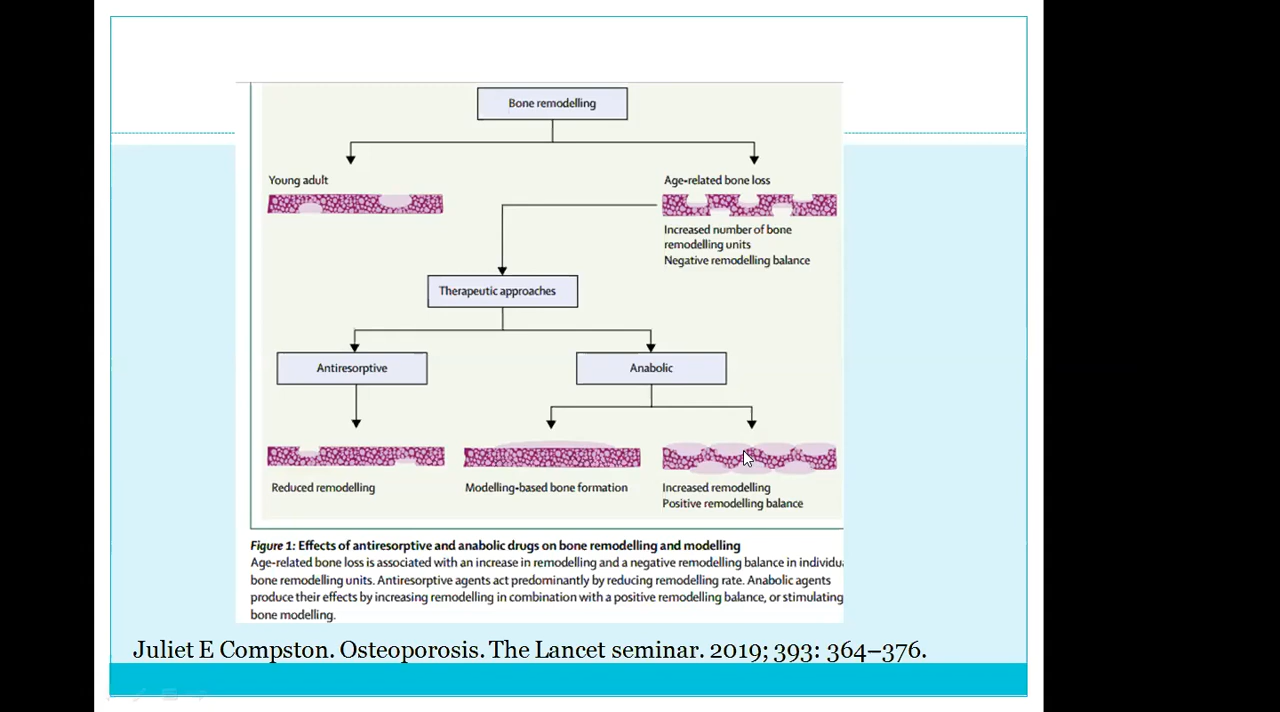 Bone remodelling
Young adult
Age-related bone loss
Increased number of bone
remodelling units
Negative remodelling balance
Therapeutic approaches
Antiresorptive
Anabolic
Reduced remodelling
Modelling-based bone formation
Increased remodelling
Positive remodelling balance
Figure 1: Effects of antiresorptive and anabolic drugs on bone remodelling and modelling
Age-related bone loss is associated with an increase in remodelling and a negative remodelling balance in individua
bone remodelling units. Antiresorptive agents act predominantly by reducing remodelling rate. Anabolic agents
produce their effects by increasing remodelling in combination with a positive remodelling balance, or stimulating
bone modelling.
Juliet E Compston. Osteoporosis. The Lancet seminar. 2019; 393: 364–376.